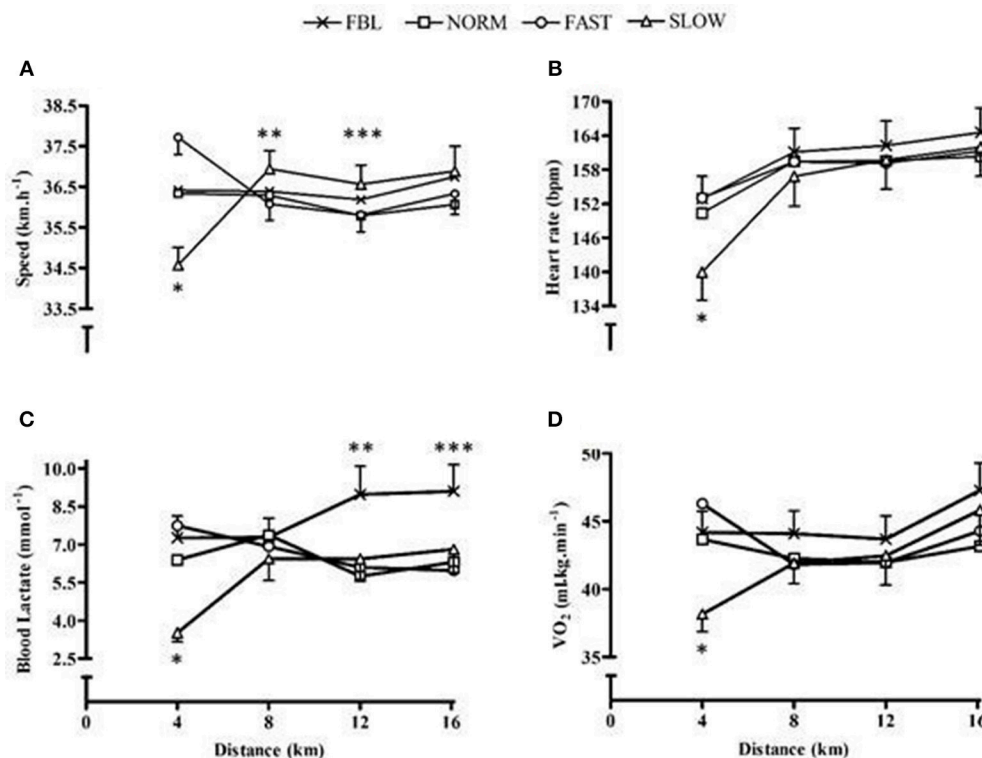 FBL NORM FAST SLOW
A
38.5
37.5
36.5
35.5
34.5
33.5
Speed (km.h⁻¹)
** ***
*
B
170
164
158
152
146
140
134
Heart rate (bpm)
*
C
10.0
8.5
7.0
5.5
4.0
2.5
Blood Lactate (mmol⁻¹)
** ***
*
0 4 8 12 16
Distance (km)
D
50
45
40
35
VO₂ (ml.kg.min⁻¹)
*
0 4 8 12 16
Distance (km)